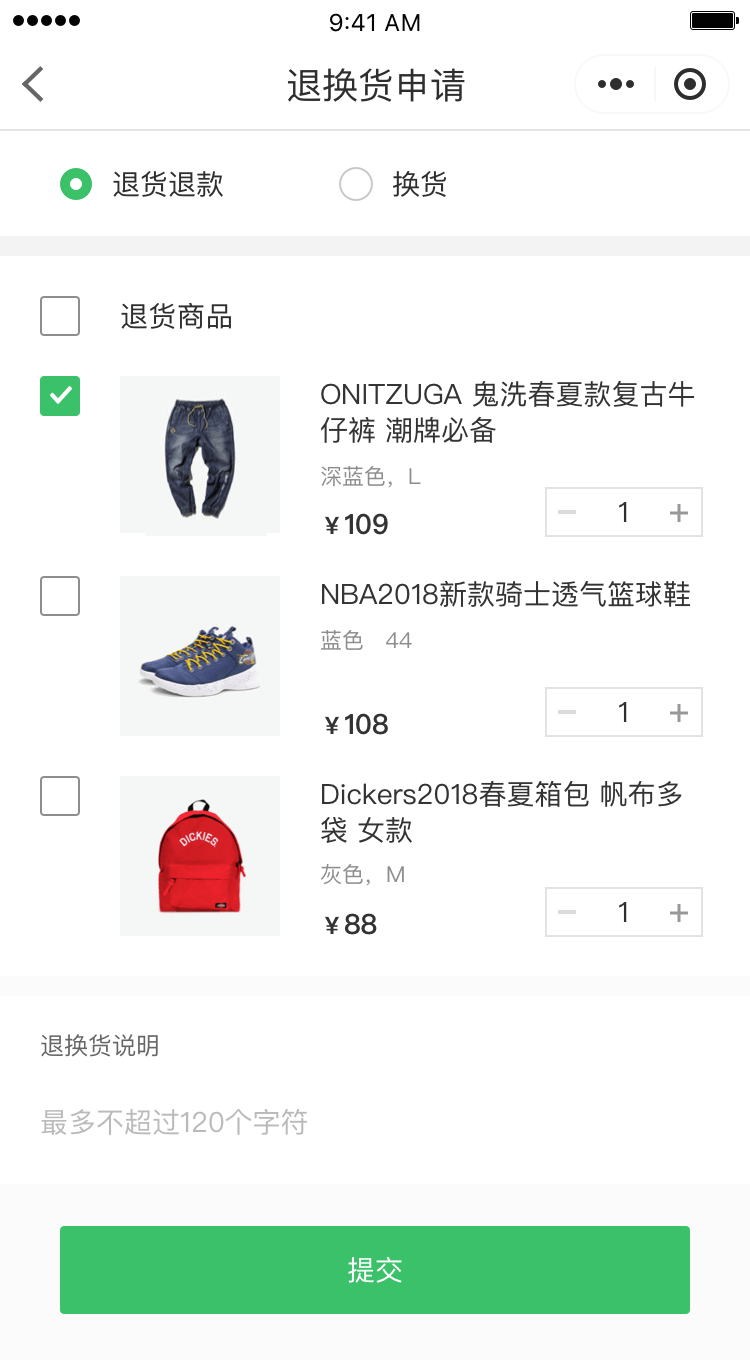 9:41 AM
退换货申请
退货退款
换货
退货商品
ONITZUGA 鬼洗春夏款复古牛
仔裤 潮牌必备
深蓝色，L
¥109
1
NBA2018新款骑士透气篮球鞋
蓝色 44
¥108
1
DICKIES
Dickers2018春夏箱包 帆布多
袋 女款
灰色，M
¥88
1
退换货说明
最多不超过120个字符
提交